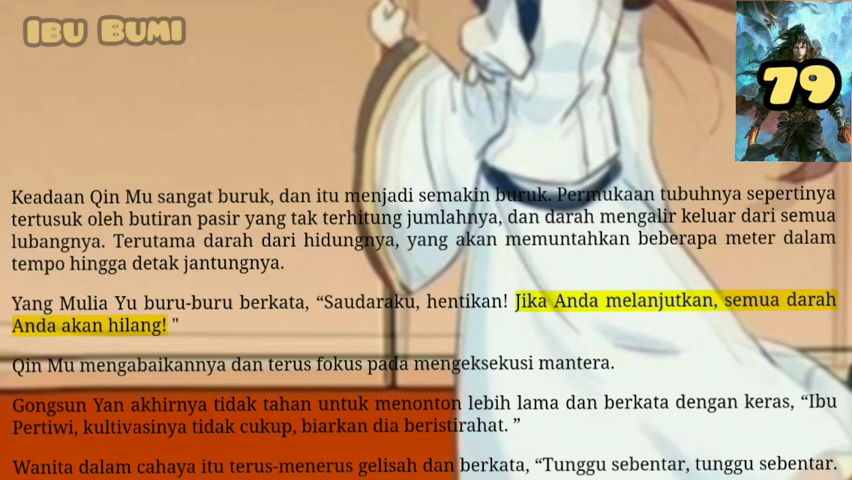 Ibu Bumi
79
Keadaan Qin Mu sangat buruk, dan itu menjadi semakin buruk. Permukaan tubuhnya sepertinya
tertusuk oleh butiran pasir yang tak terhitung jumlahnya, dan darah mengalir keluar dari semua
lubangnya. Terutama darah dari hidungnya, yang akan memuntahkan beberapa meter dalam
tempo hingga detak jantungnya.
Yang Mulia Yu buru-buru berkata, “Saudaraku, hentikan! Jika Anda melanjutkan, semua darah
Anda akan hilang! "
Qin Mu mengabaikannya dan terus fokus pada mengeksekusi mantera.
Gongsun Yan akhirnya tidak tahan untuk menonton lebih lama dan berkata dengan keras, “Ibu
Pertiwi, kultivasinya tidak cukup, biarkan dia beristirahat. ”
Wanita dalam cahaya itu terus-menerus gelisah dan berkata, “Tunggu sebentar, tunggu sebentar.